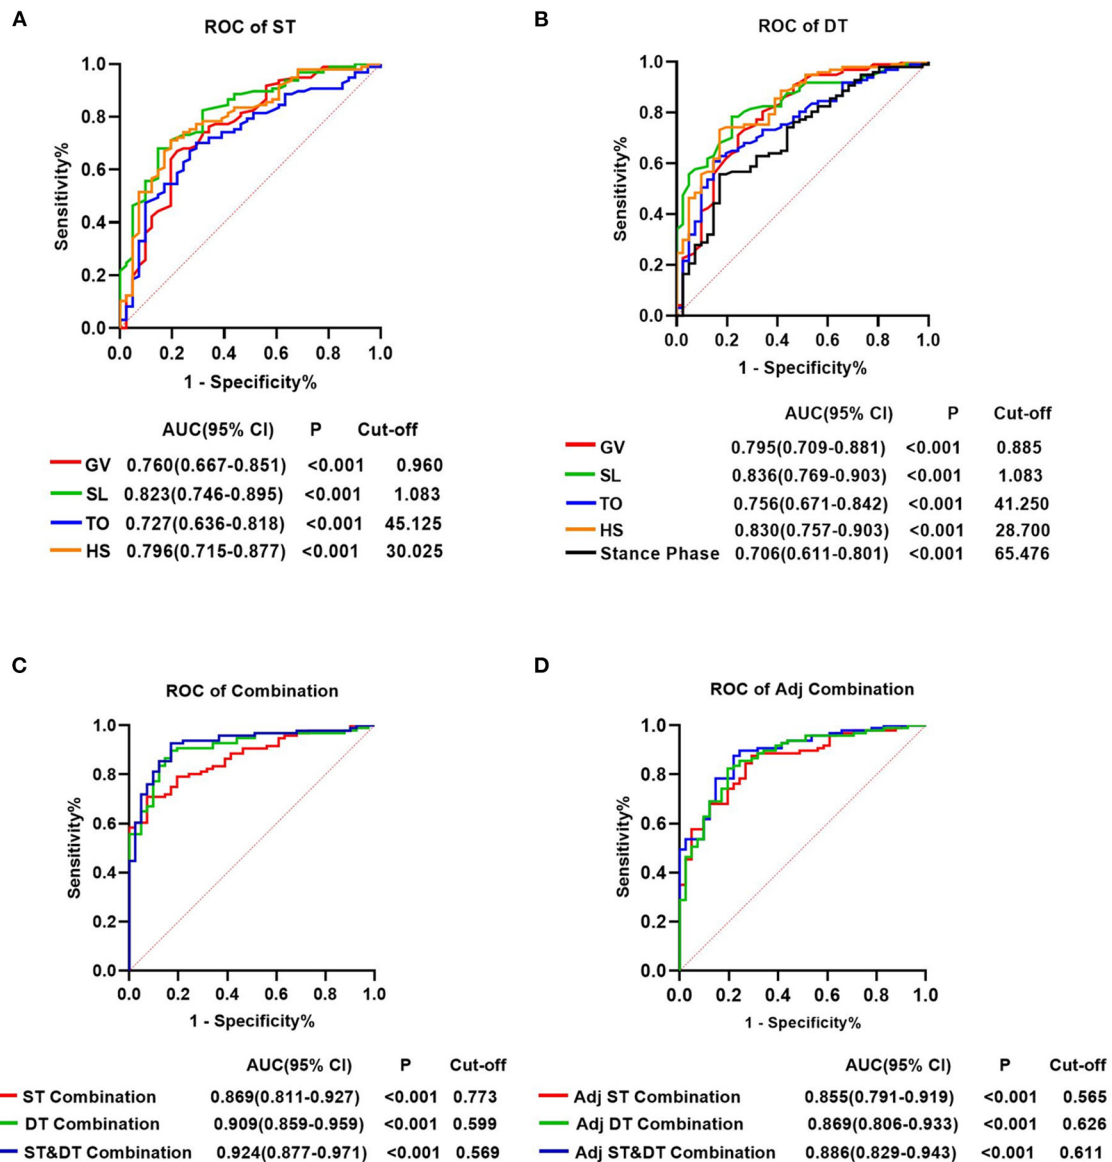 A
ROC of ST
Sensitivity%
1.0
0.8
0.6
0.4
0.2
0.0
0.0 0.2 0.4 0.6 0.8 1.0
1 - Specificity%
AUC(95% CI) P Cut-off
GV 0.760(0.667-0.851) <0.001 0.960
SL 0.823(0.746-0.895) <0.001 1.083
TO 0.727(0.636-0.818) <0.001 45.125
HS 0.796(0.715-0.877) <0.001 30.025
B
ROC of DT
Sensitivity%
1.0
0.8
0.6
0.4
0.2
0.0
0.0 0.2 0.4 0.6 0.8 1.0
1 - Specificity%
AUC(95% CI) P Cut-off
GV 0.795(0.709-0.881) <0.001 0.885
SL 0.836(0.769-0.903) <0.001 1.083
TO 0.756(0.671-0.842) <0.001 41.250
HS 0.830(0.757-0.903) <0.001 28.700
Stance Phase 0.706(0.611-0.801) <0.001 65.476
C
ROC of Combination
Sensitivity%
1.0
0.8
0.6
0.4
0.2
0.0
0.0 0.2 0.4 0.6 0.8 1.0
1 - Specificity%
AUC(95% CI) P Cut-off
ST Combination 0.869(0.811-0.927) <0.001 0.773
DT Combination 0.909(0.859-0.959) <0.001 0.599
ST&DT Combination 0.924(0.877-0.971) <0.001 0.569
D
ROC of Adj Combination
Sensitivity%
1.0
0.8
0.6
0.4
0.2
0.0
0.0 0.2 0.4 0.6 0.8 1.0
1 - Specificity%
AUC(95% CI) P Cut-off
Adj ST Combination 0.855(0.791-0.919) <0.001 0.565
Adj DT Combination 0.869(0.806-0.933) <0.001 0.626
Adj ST&DT Combination 0.886(0.829-0.943) <0.001 0.611